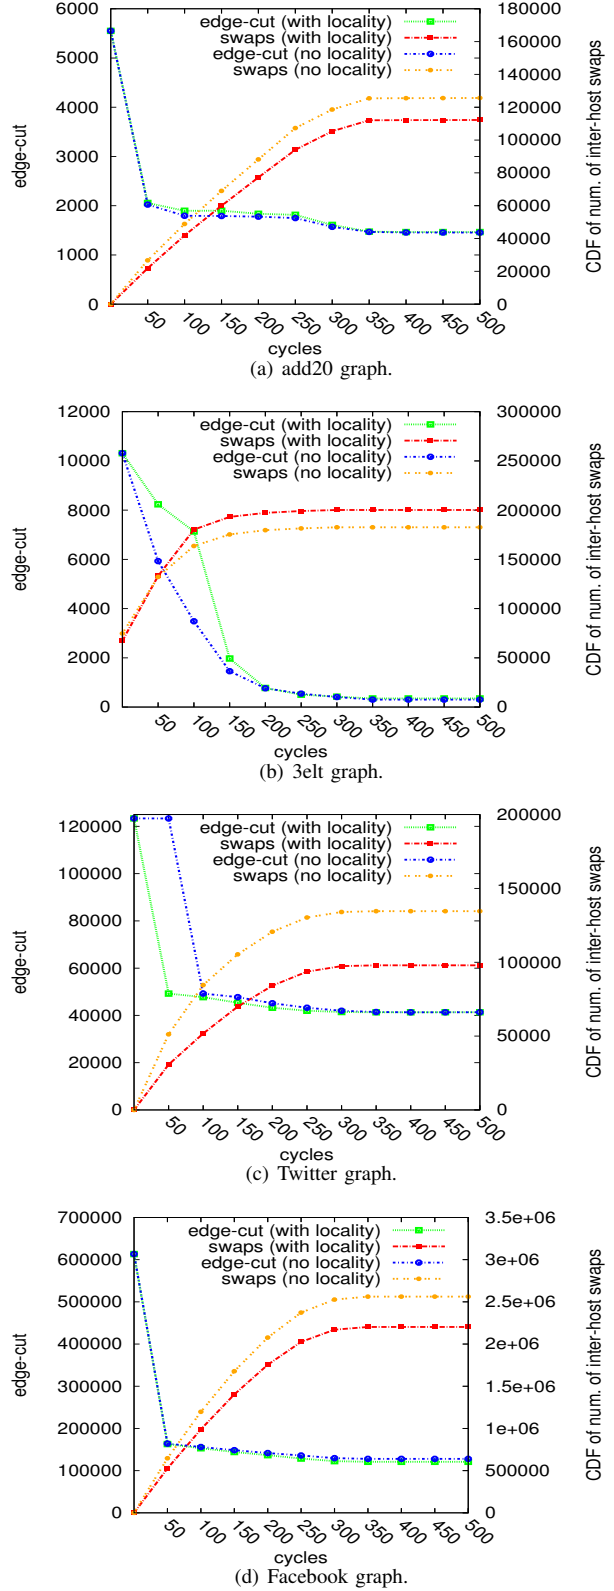 edge-cut (with locality)
swaps (with locality)
edge-cut (no locality)
swaps (no locality)
6000
5000
4000
3000
2000
1000
0
edge-cut
180000
160000
140000
120000
100000
80000
60000
40000
20000
0
CDF of num. of inter-host swaps
50 100 150 200 250 300 350 400 450 500
cycles
(a) add20 graph.
edge-cut (with locality)
swaps (with locality)
edge-cut (no locality)
swaps (no locality)
12000
10000
8000
6000
4000
2000
0
edge-cut
300000
250000
200000
150000
100000
50000
0
CDF of num. of inter-host swaps
50 100 150 200 250 300 350 400 450 500
cycles
(b) 3elt graph.
edge-cut (with locality)
swaps (with locality)
edge-cut (no locality)
swaps (no locality)
120000
100000
80000
60000
40000
20000
0
edge-cut
200000
150000
100000
50000
0
CDF of num. of inter-host swaps
50 100 150 200 250 300 350 400 450 500
cycles
(c) Twitter graph.
edge-cut (with locality)
swaps (with locality)
edge-cut (no locality)
swaps (no locality)
700000
600000
500000
400000
300000
200000
100000
0
edge-cut
3.5e+06
3e+06
2.5e+06
2e+06
1.5e+06
1e+06
500000
0
CDF of num. of inter-host swaps
50 100 150 200 250 300 350 400 450 500
cycles
(d) Facebook graph.